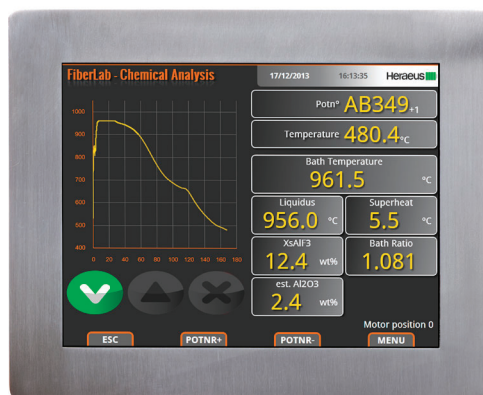 FiberLab - Chemical Analysis
17/12/2013 16:13:35 Heraeus
Potn° AB349+1
Temperature 480.4°C
Bath Temperature
961.5 °C
Liquidus
956.0 °C
Superheat
5.5 °C
XsAlF3
12.4 wt%
Bath Ratio
1.081
est. Al2O3
2.4 wt%
1000
900
800
700
600
500
400
0 20 40 60 80 100 120 140 160 180
Motor position 0
ESC POTNR+ POTNR- MENU